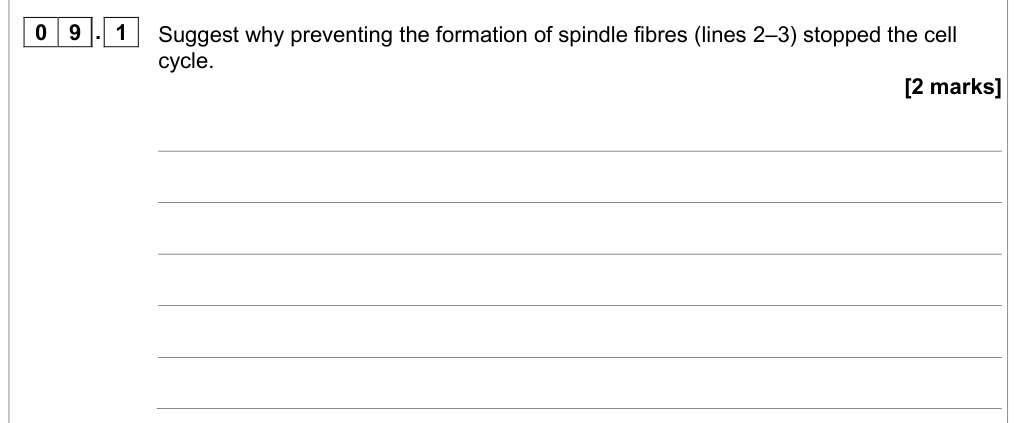 0 9 . 1 Suggest why preventing the formation of spindle fibres (lines 2–3) stopped the cell
cycle.
[2 marks]